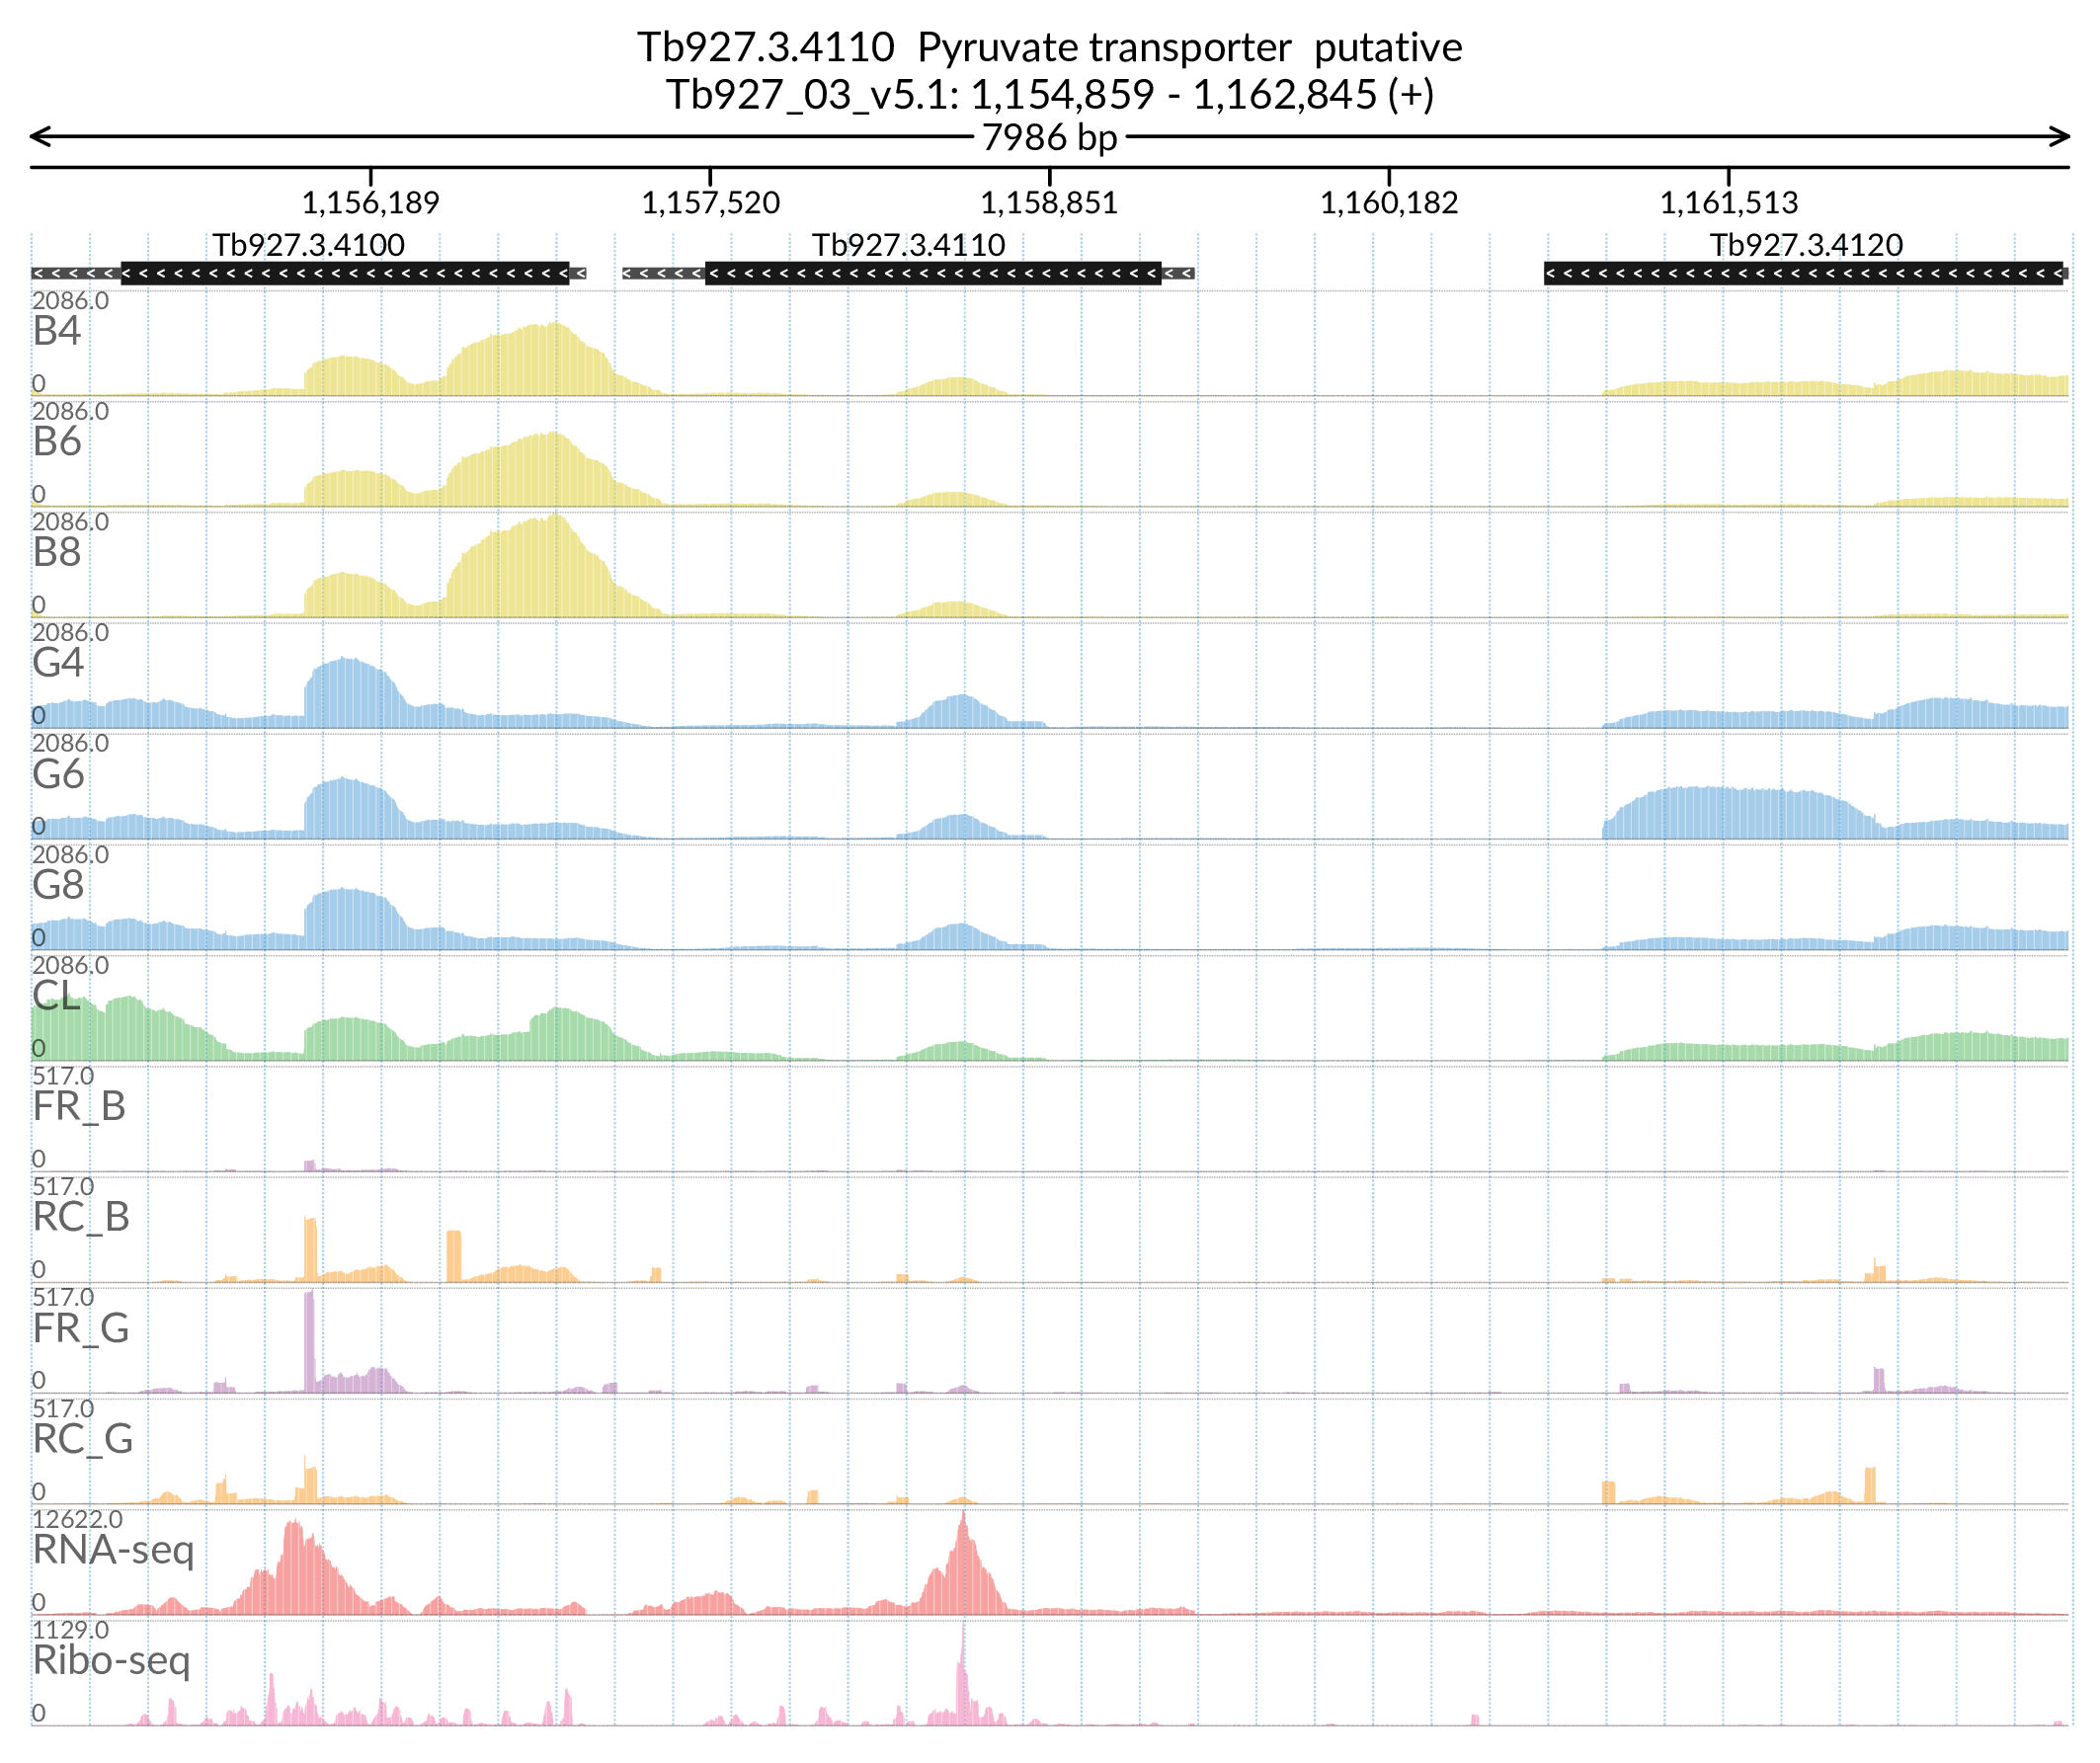 Tb927.3.4110 Pyruvate transporter putative
Tb927_03_v5.1: 1,154,859 - 1,162,845 (+)
7986 bp
1,156,189 1,157,520 1,158,851 1,160,182 1,161,513
Tb927.3.4100 Tb927.3.4110 Tb927.3.4120
2086.0
B4
0
2086.0
B6
0
2086.0
B8
0
2086.0
G4
0
2086.0
G6
0
2086.0
G8
0
2086.0
CL
0
517.0
FR_B
0
517.0
RC_B
0
517.0
FR_G
0
517.0
RC_G
0
12622.0
RNA-seq
0
1129.0
Ribo-seq
0